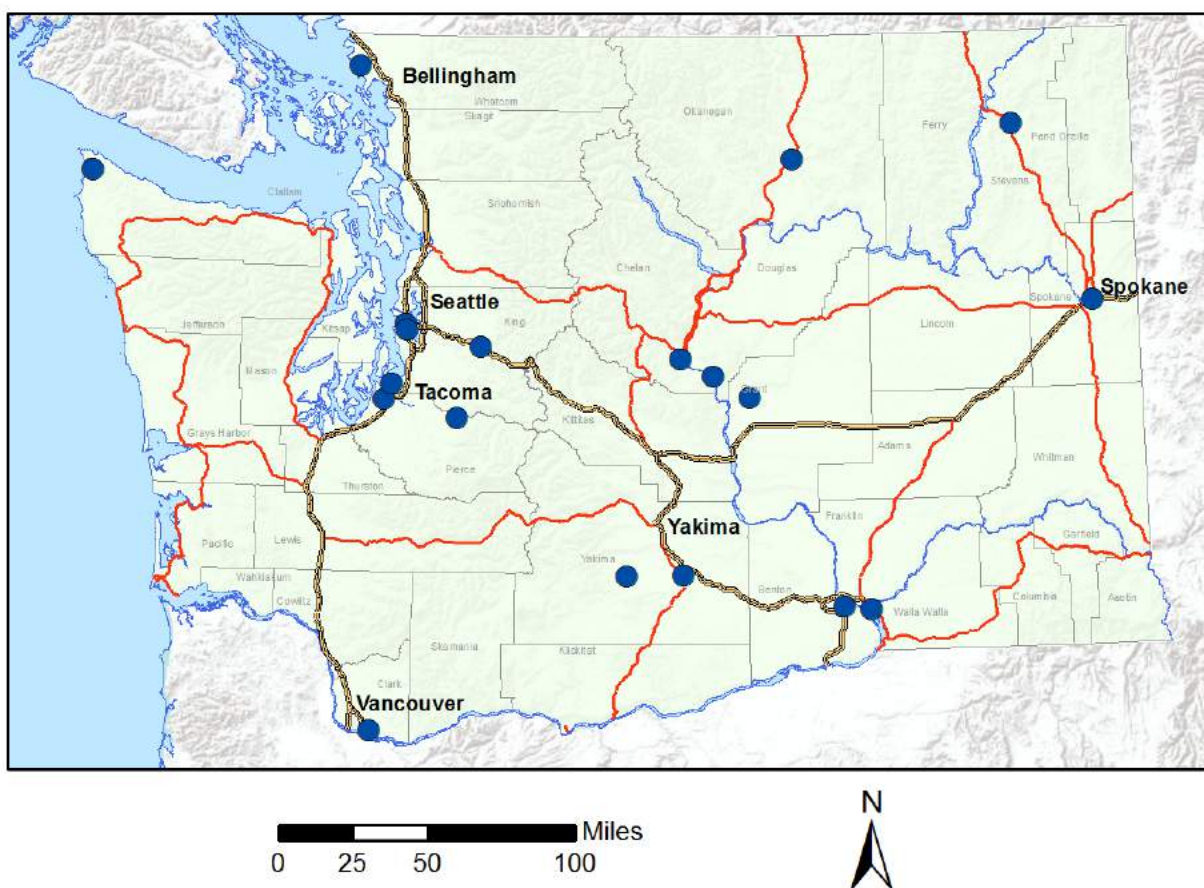 Bellingham
Whatcom
Skagit
Okanogan
Ferry
Pend Oreille
Stevens
Clallam
Snohomish
Chelan
Douglas
Seattle
King
Spokane
Spokane
Lincoln
Jefferson
Kitsap
Mason
Tacoma
Grant
Kittitas
Grays Harbor
Adams
Whitman
Pierce
Thurston
Yakima
Franklin
Garfield
Pacific
Lewis
Yakima
Benton
Wahkiakum
Cowlitz
Walla Walla
Columbia
Asotin
Skamania
Klickitat
Clark
Vancouver
N
Miles
0 25 50 100